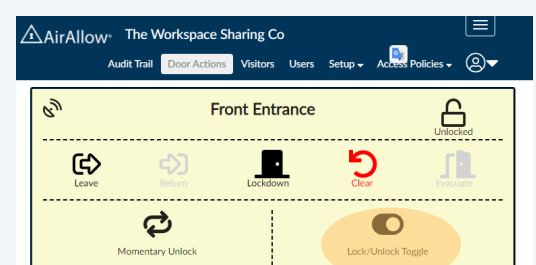 AirAllow The Workspace Sharing Co
Audit Trail Door Actions Visitors Users Setup Access Policies
Front Entrance
Unlocked
Leave Return Lockdown Clear Evacuate
Momentary Unlock Lock/Unlock Toggle